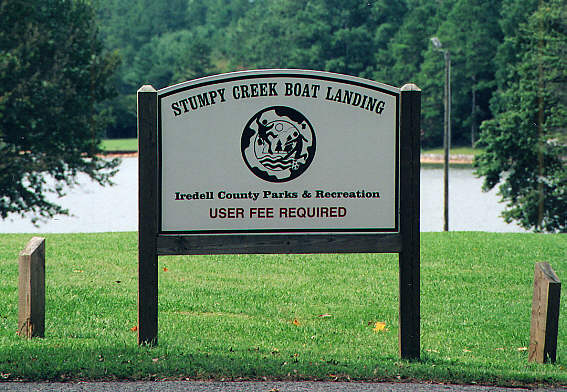 STUMPY CREEK BOAT LANDING
Iredell County Parks & Recreation
USER FEE REQUIRED